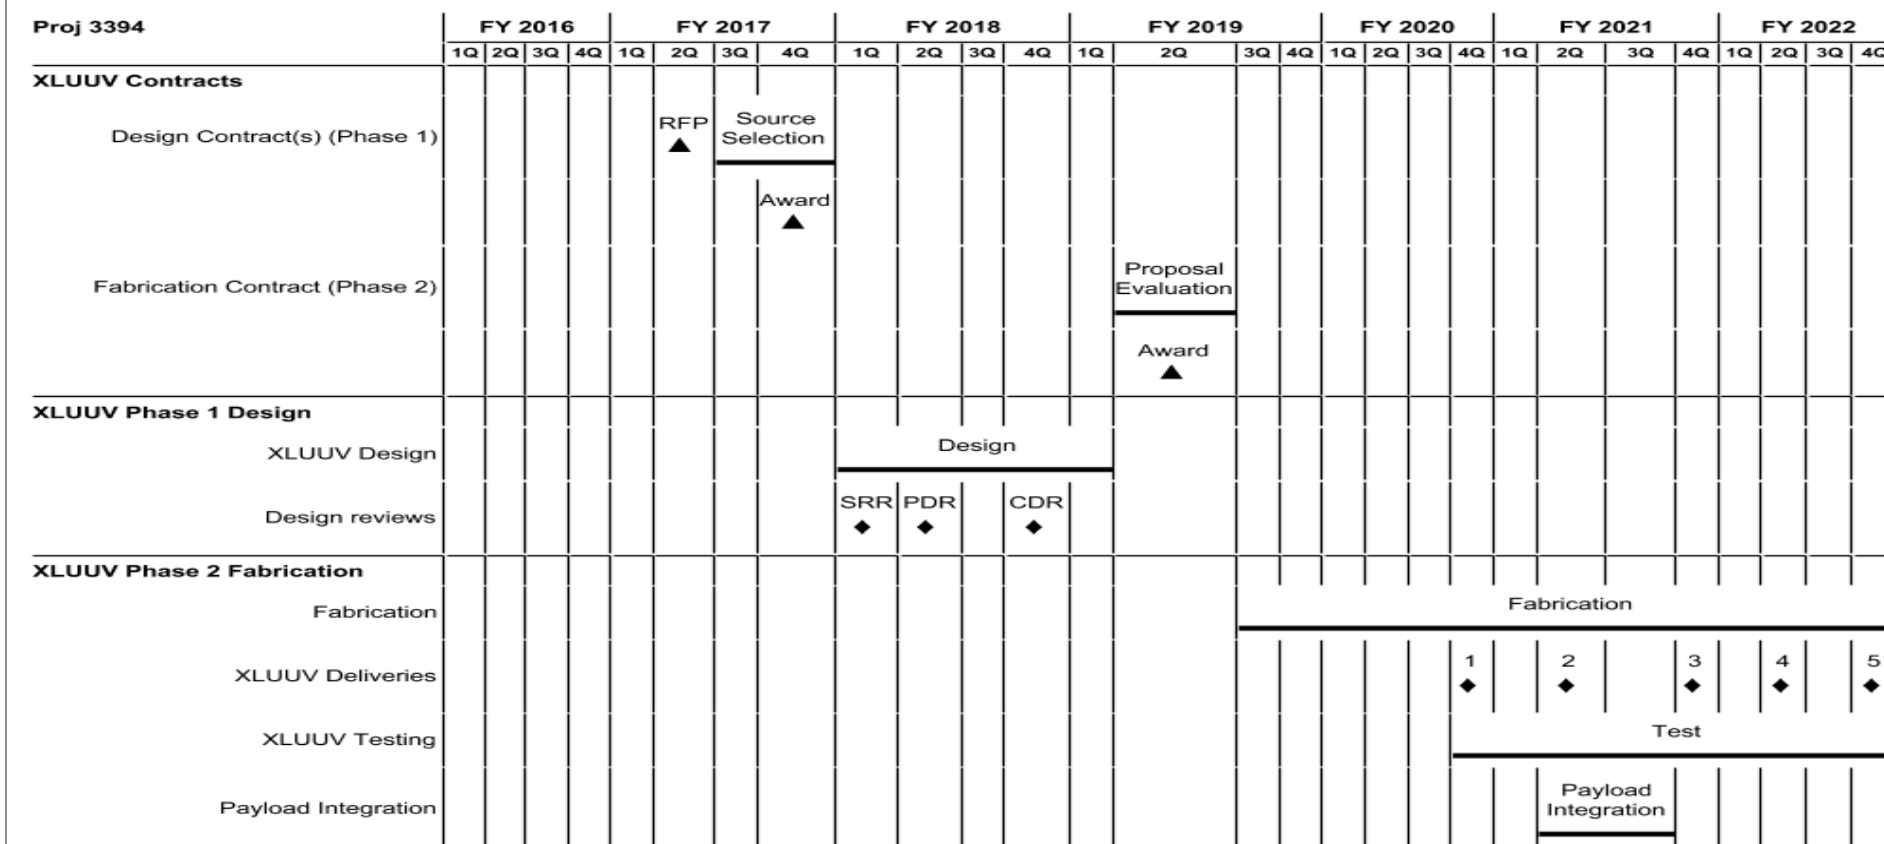 Proj 3394 FY 2016 FY 2017 FY 2018 FY 2019 FY 2020 FY 2021 FY 2022
1Q 2Q 3Q 4Q 1Q 2Q 3Q 4Q 1Q 2Q 3Q 4Q 1Q 2Q 3Q 4Q 1Q 2Q 3Q 4Q 1Q 2Q 3Q 4Q 1Q 2Q 3Q 4Q
XLUUV Contracts
Design Contract(s) (Phase 1)
RFP
Source
Selection
Award
Fabrication Contract (Phase 2)
Proposal
Evaluation
Award
XLUUV Phase 1 Design
XLUUV Design
Design
Design reviews
SRR PDR CDR
XLUUV Phase 2 Fabrication
Fabrication
Fabrication
XLUUV Deliveries
1 2 3 4 5
XLUUV Testing
Test
Payload Integration
Payload
Integration